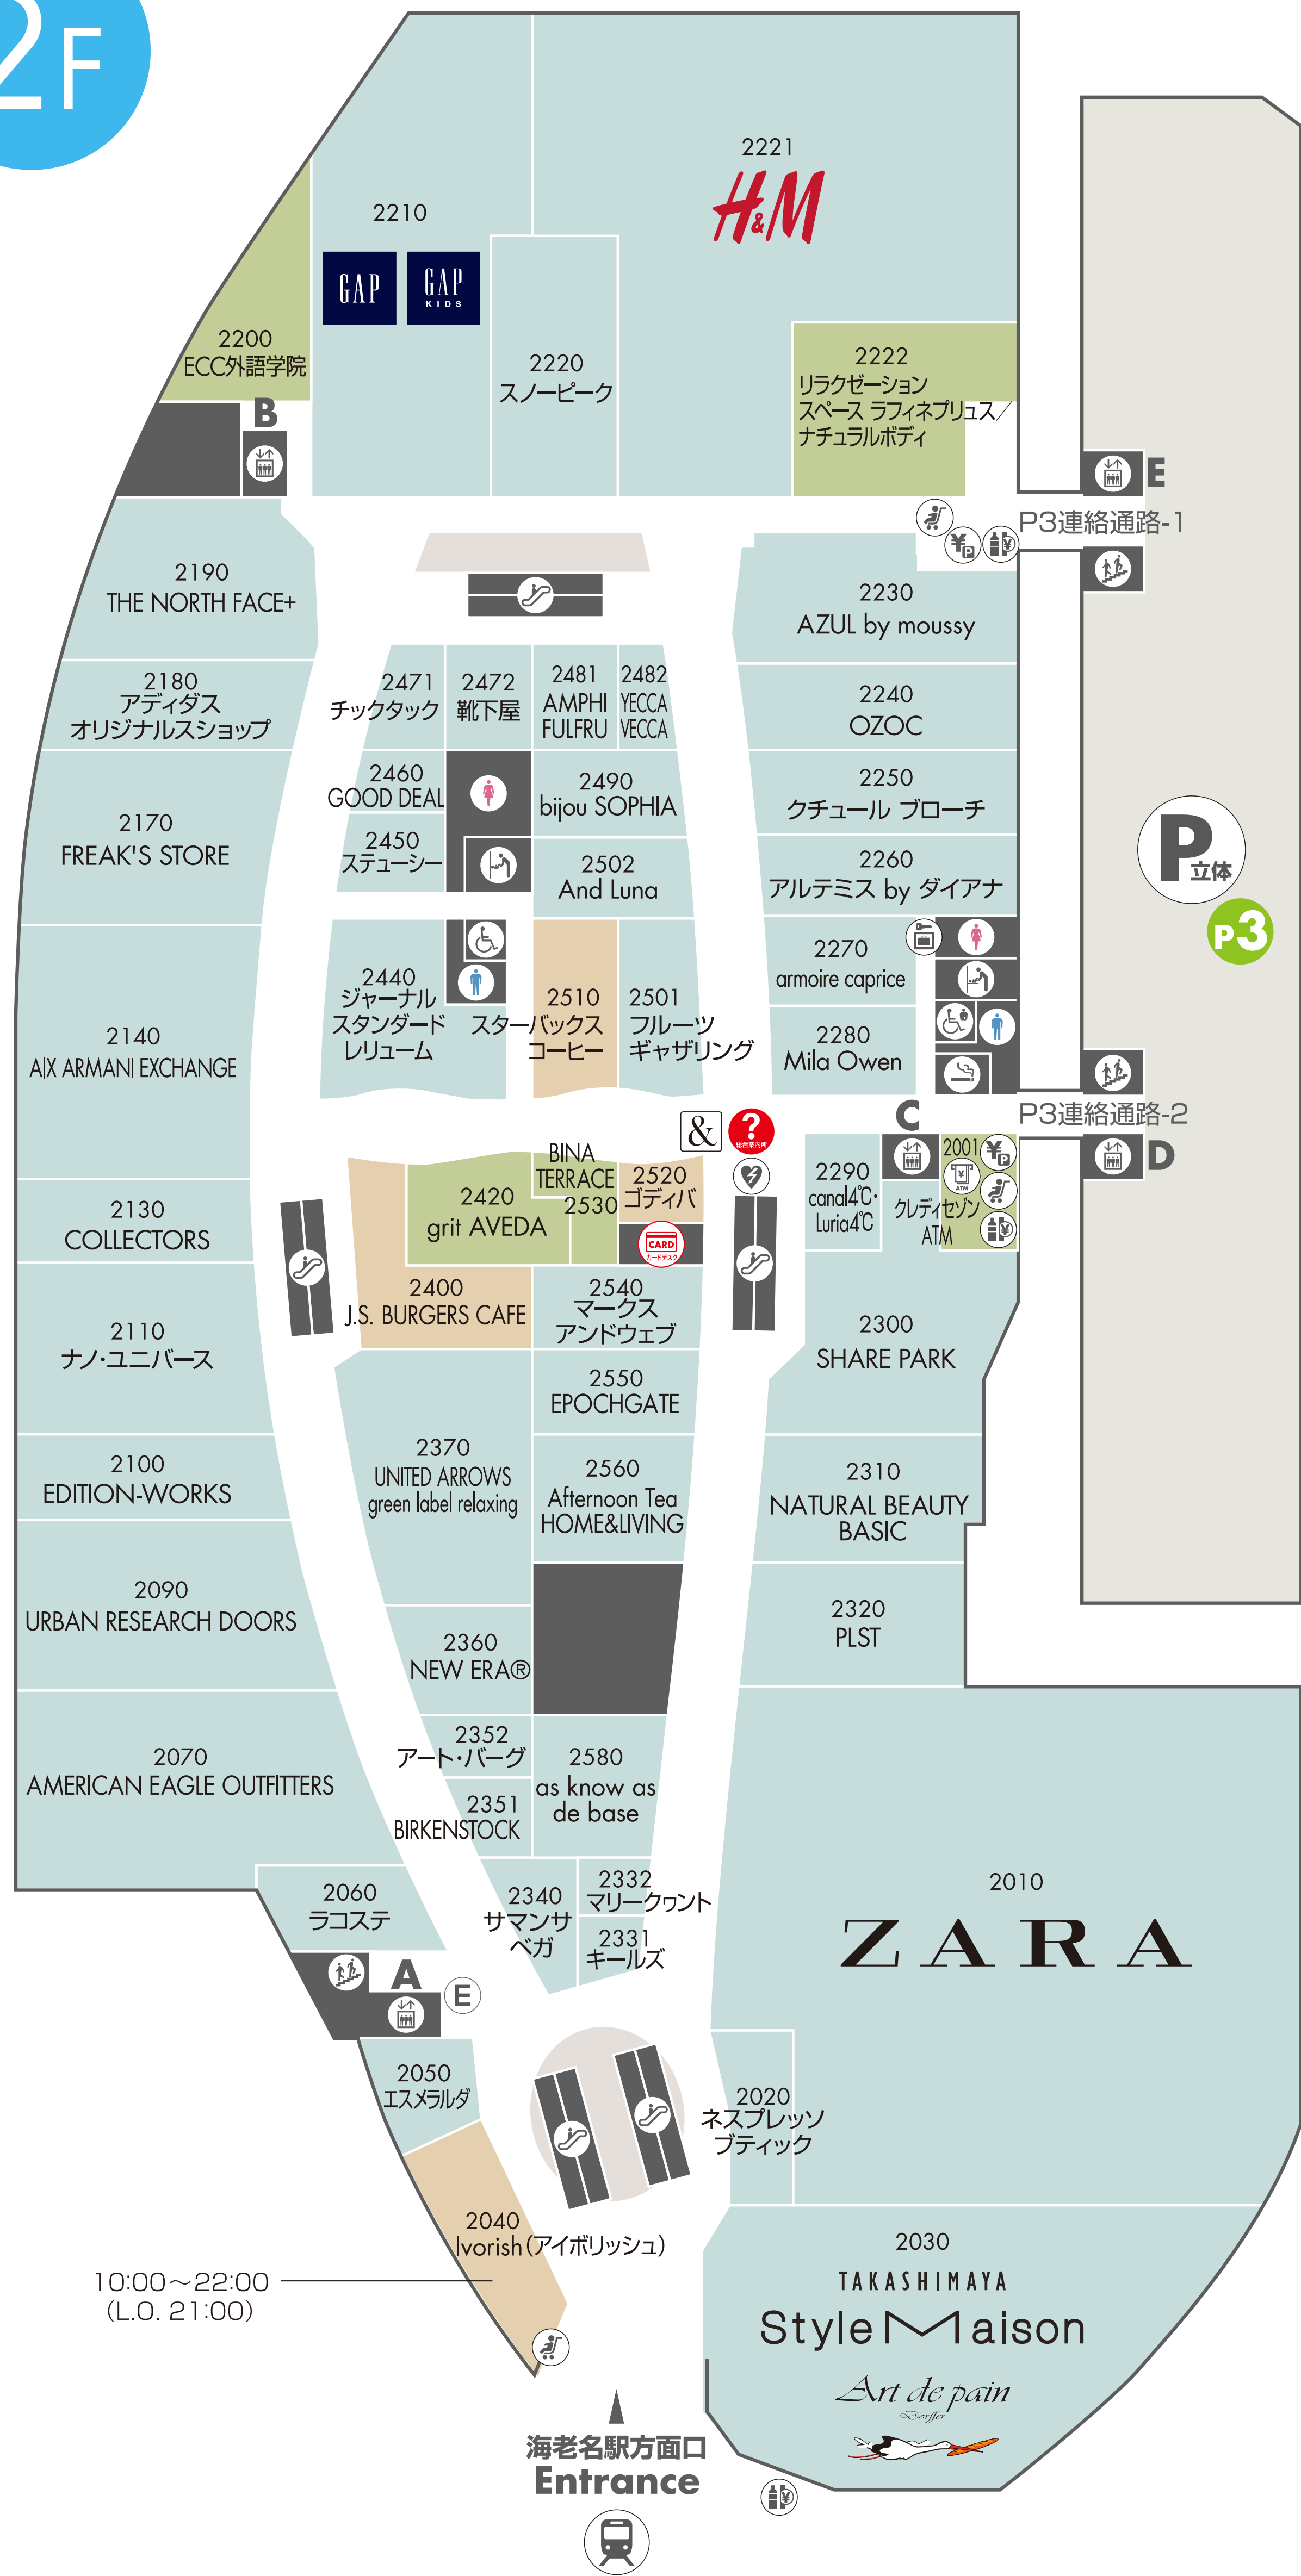 2F
2221
H&M
2210
GAP
GAP
KIDS
2200
ECC外語学院
2220
スノーピーク
2222
リラクゼーション
スペース ラフィネプリュス/
ナチュラルボディ
B
E
P3連絡通路-1
¥P
¥
2190
THE NORTH FACE+
2230
AZUL by moussy
2180
アディダス
オリジナルスショップ
2471
チックタック
2472
靴下屋
2481
AMPHI
FULFRU
2482
YECCA
VECCA
2240
OZOC
2170
FREAK'S STORE
2460
GOOD DEAL
2490
bijou SOPHIA
2250
クチュール ブローチ
2450
ステューシー
2502
And Luna
2260
アルテミス by ダイアナ
P立体
P3
2270
armoire caprice
2440
ジャーナル
スタンダード
レリューム
2510
スターバックス
コーヒー
2501
フルーツ
ギャザリング
2280
Mila Owen
2140
A|X ARMANI EXCHANGE
&
?
総合案内所
C
P3連絡通路-2
D
BINA
TERRACE
2530
2520
ゴディバ
2420
grit AVEDA
CARD
カードデスク
2290
canal4℃・
Luria4℃
2001
¥
ATM
¥P
¥
クレディセゾン
ATM
2130
COLLECTORS
2400
J.S. BURGERS CAFE
2540
マークス
アンドウェブ
2300
SHARE PARK
2110
ナノ・ユニバース
2550
EPOCHGATE
2100
EDITION-WORKS
2370
UNITED ARROWS
green label relaxing
2560
Afternoon Tea
HOME&LIVING
2310
NATURAL BEAUTY
BASIC
2090
URBAN RESEARCH DOORS
2360
NEW ERA®
2320
PLST
2070
AMERICAN EAGLE OUTFITTERS
2352
アート・バーグ
2351
BIRKENSTOCK
2580
as know as
de base
2060
ラコステ
2340
サマンサ
ベガ
2332
マリークヮント
2331
キールズ
2010
ZARA
A
E
2050
エスメラルダ
2020
ネスプレッソ
ブティック
2040
Ivorish(アイボリッシュ)
10:00〜22:00
(L.O. 21:00)
2030
TAKASHIMAYA
Style Maison
Art de pain
Dorffer
海老名駅方面口
Entrance
¥